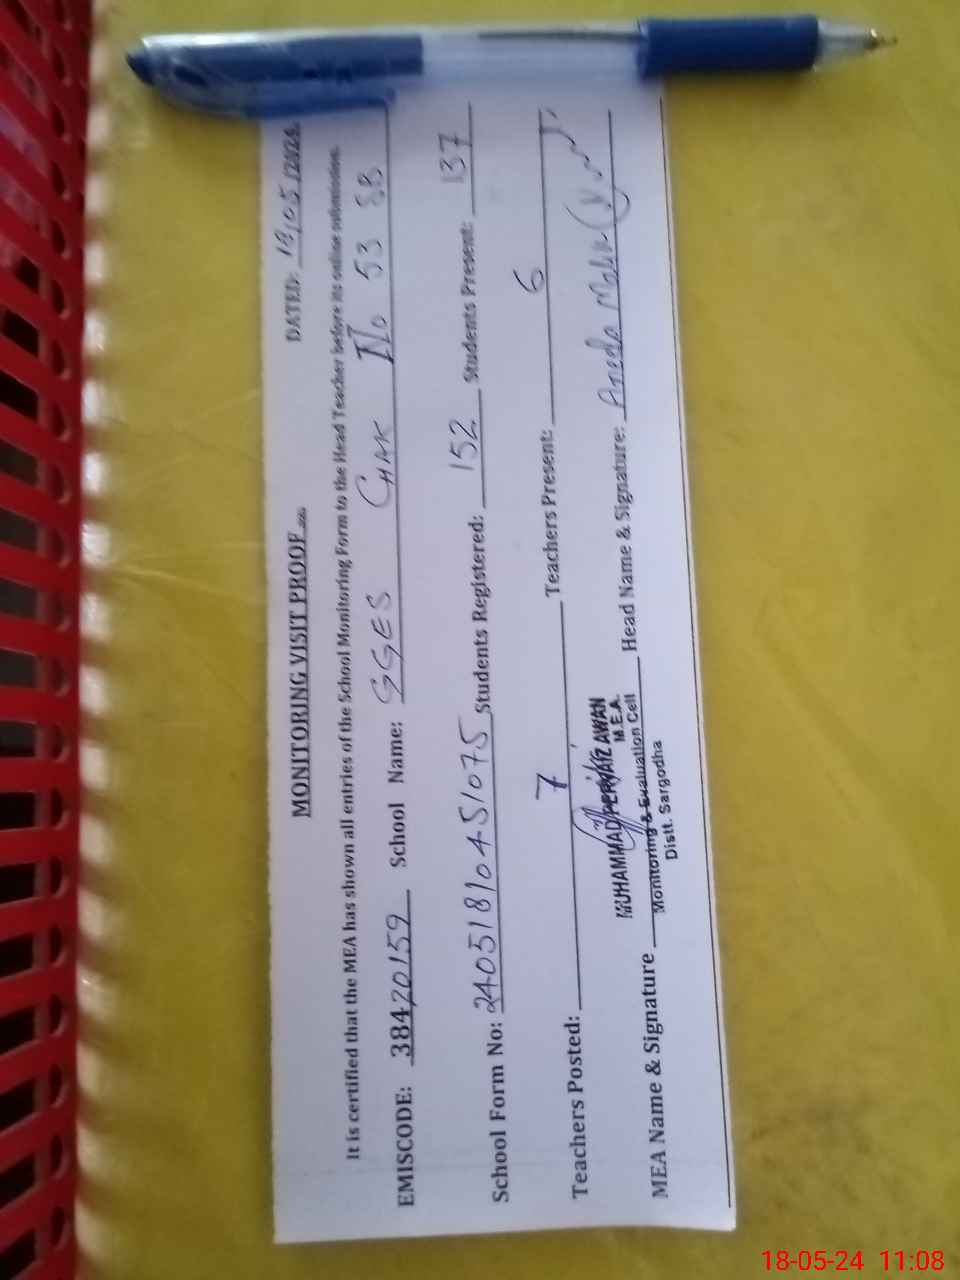 MONITORING VISIT PROOF
DATED: 18/05/2024.
It is certified that the MEA has shown all entries of the School Monitoring Form to the Head Teacher before its online submission.
EMISCODE: 38420159 School Name: GGES CHAK No 53 SB
School Form No: 24051810451075 Students Registered: 152 Students Present: 137
Teachers Posted: 7 Teachers Present: 6
MUHAMMAD PERVAIZ AWAN
M.E.A.
MEA Name & Signature Monitoring & Evaluation Cell Head Name & Signature:
Distt. Sargodha
18-05-24 11:08